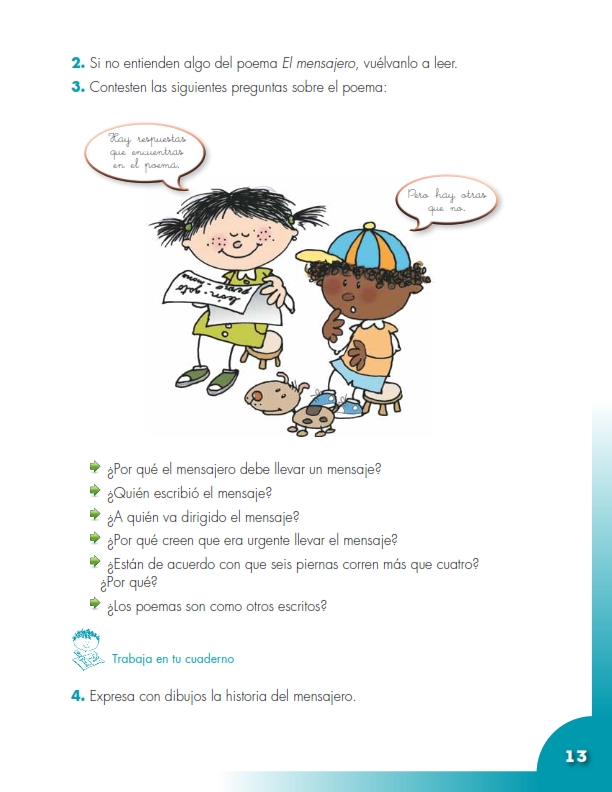 2. Si no entienden algo del poema El mensajero, vuélvanlo a leer.
3. Contesten las siguientes preguntas sobre el poema:
Hay respuestas
que encuentras
en el poema.
Pero hay otras
que no.
¿Por qué el mensajero debe llevar un mensaje?
¿Quién escribió el mensaje?
¿A quién va dirigido el mensaje?
¿Por qué creen que era urgente llevar el mensaje?
¿Están de acuerdo con que seis piernas corren más que cuatro?
¿Por qué?
¿Los poemas son como otros escritos?
Trabaja en tu cuaderno
4. Expresa con dibujos la historia del mensajero.
13